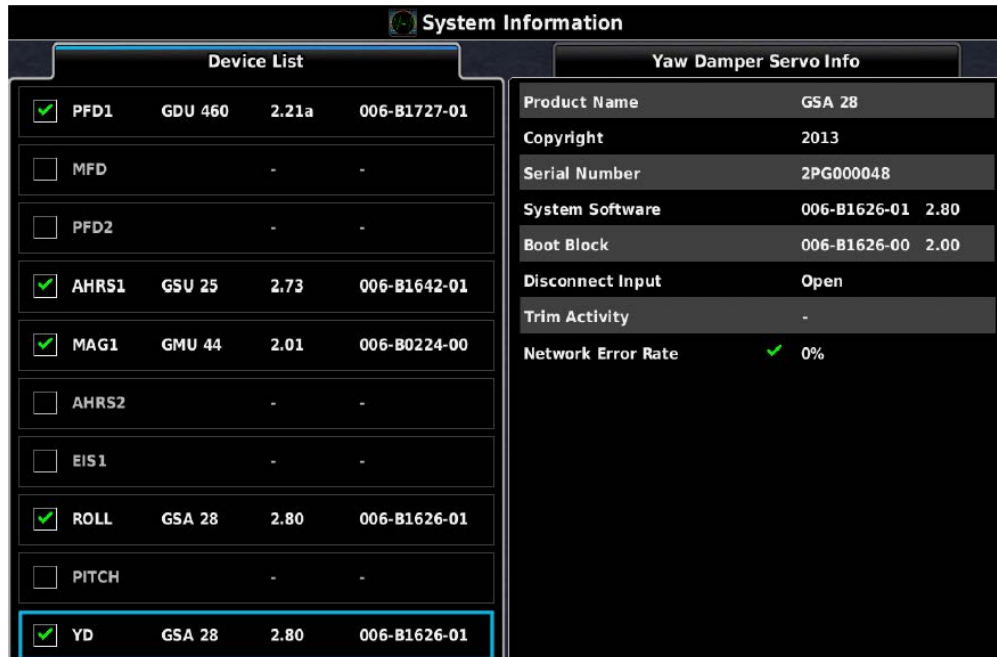 System Information
Device List
PFD1 GDU 460 2.21a 006-B1727-01
MFD - -
PFD2 - -
AHRS1 GSU 25 2.73 006-B1642-01
MAG1 GMU 44 2.01 006-B0224-00
AHRS2 - -
EIS1 - -
ROLL GSA 28 2.80 006-B1626-01
PITCH - -
YD GSA 28 2.80 006-B1626-01
Yaw Damper Servo Info
Product Name GSA 28
Copyright 2013
Serial Number 2PG000048
System Software 006-B1626-01 2.80
Boot Block 006-B1626-00 2.00
Disconnect Input Open
Trim Activity -
Network Error Rate 0%